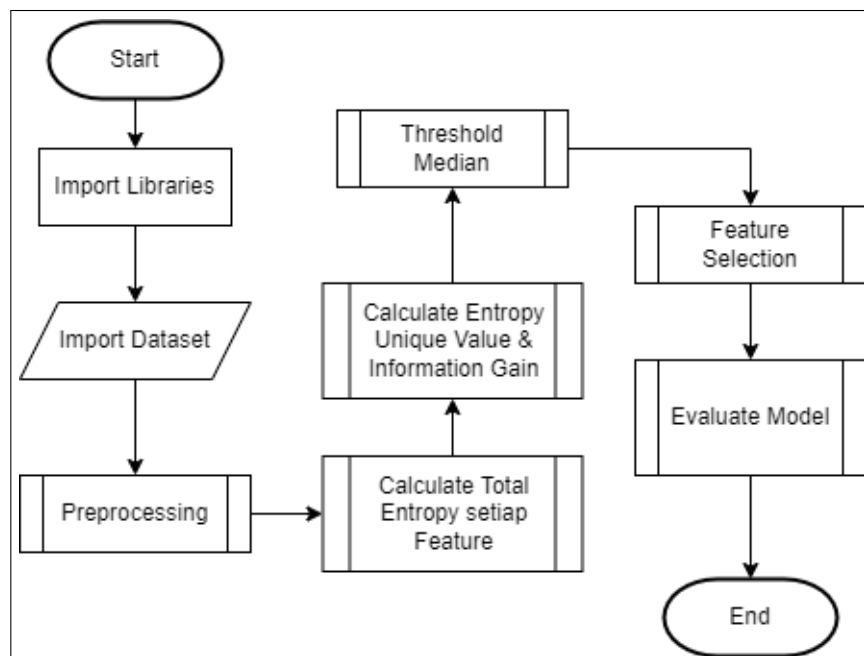 Start
Import Libraries
Import Dataset
Preprocessing
Calculate Total
Entropy setiap
Feature
Calculate Entropy
Unique Value &
Information Gain
Threshold
Median
Feature
Selection
Evaluate Model
End